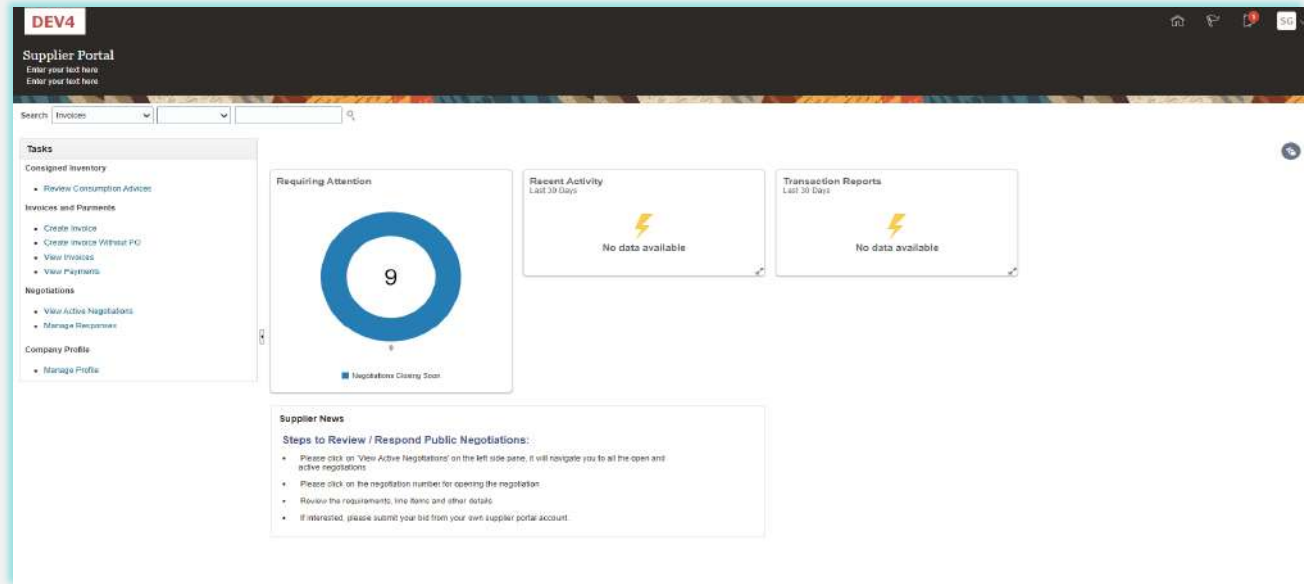 DEV4
1
SG
Supplier Portal
Enter your text here
Enter your text here
Search Invoices
Tasks
Consigned Inventory
Review Consumption Advices
Invoices and Payments
Create Invoice
Create Invoice Without PO
View Invoices
View Payments
Negotiations
View Active Negotiations
Manage Responses
Company Profile
Manage Profile
Requiring Attention
9
9
Negotiations Closing Soon
Recent Activity
Last 30 Days
No data available
Transaction Reports
Last 30 Days
No data available
Supplier News
Steps to Review / Respond Public Negotiations:
Please click on 'View Active Negotiations' on the left side pane, it will navigate you to all the open and
active negotiations
Please click on the negotiation number for opening the negotiation
Review the requirements, line items and other details
If interested, please submit your bid from your own supplier portal account.